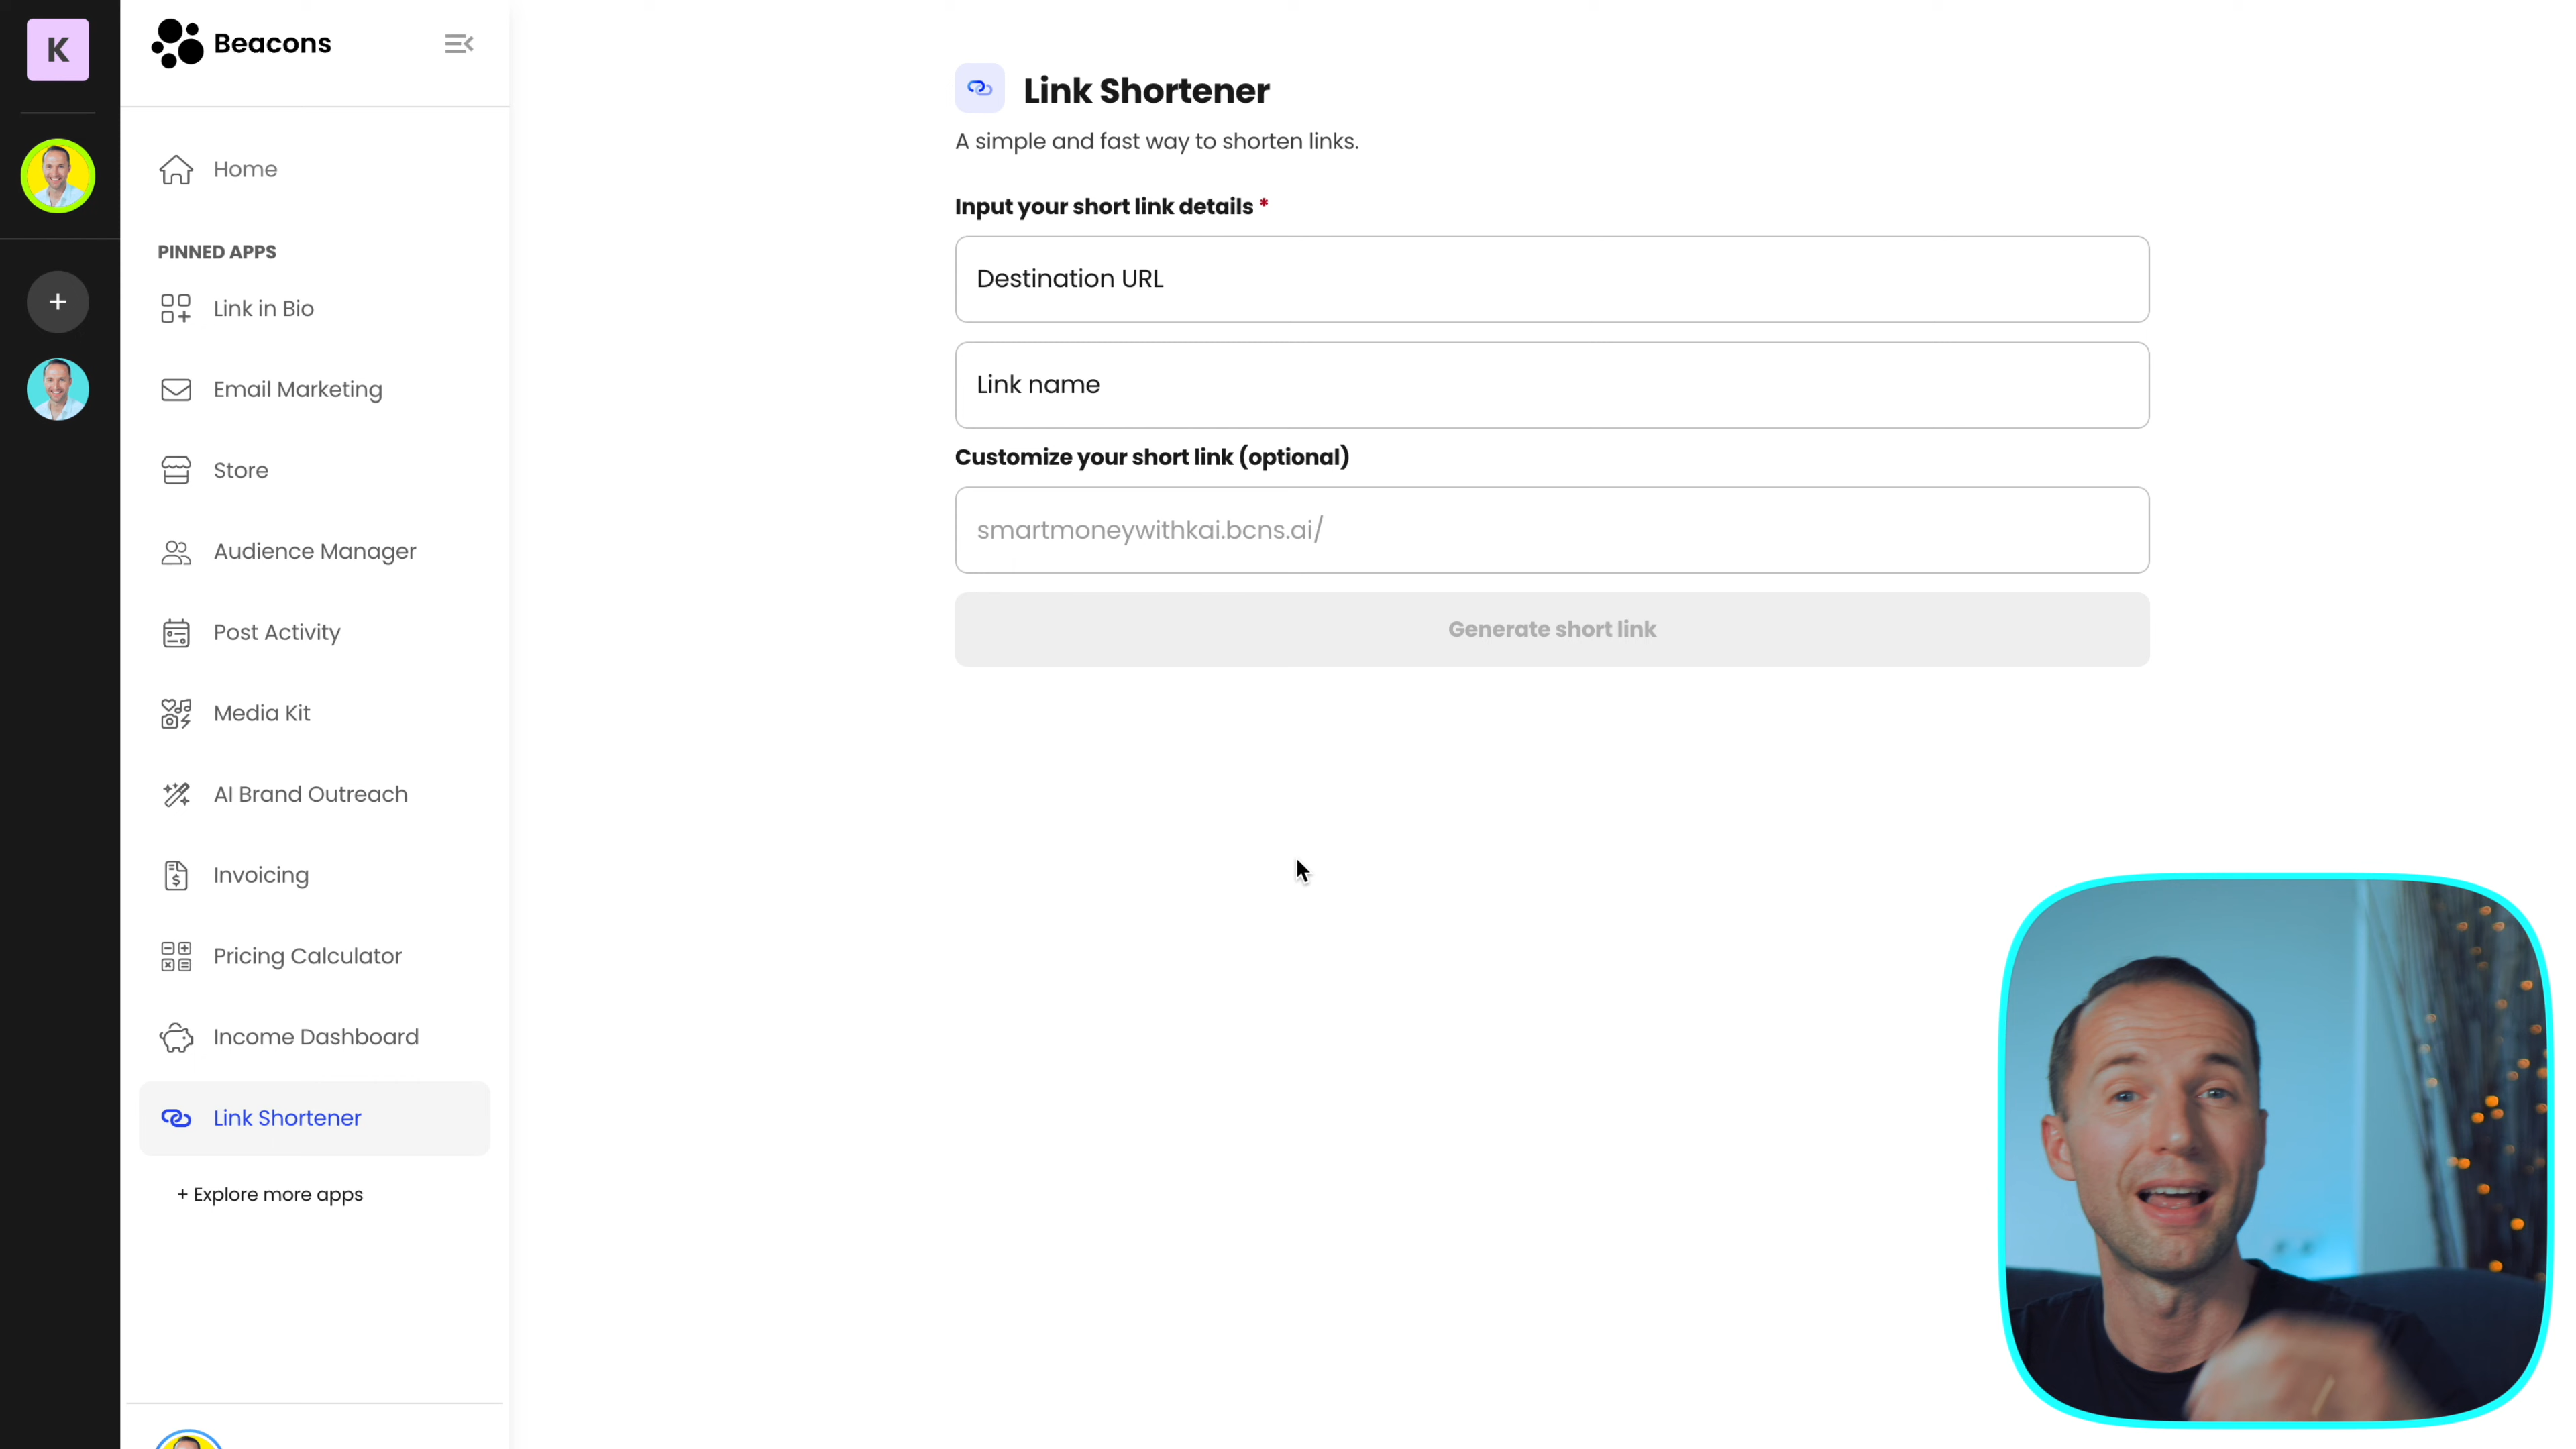 K
Beacons
Home
PINNED APPS
Link in Bio
Email Marketing
Store
Audience Manager
Post Activity
Media Kit
AI Brand Outreach
Invoicing
Pricing Calculator
Income Dashboard
Link Shortener
+ Explore more apps
Link Shortener
A simple and fast way to shorten links.
Input your short link details *
Destination URL
Link name
Customize your short link (optional)
smartmoneywithkai.bcns.ai/
Generate short link